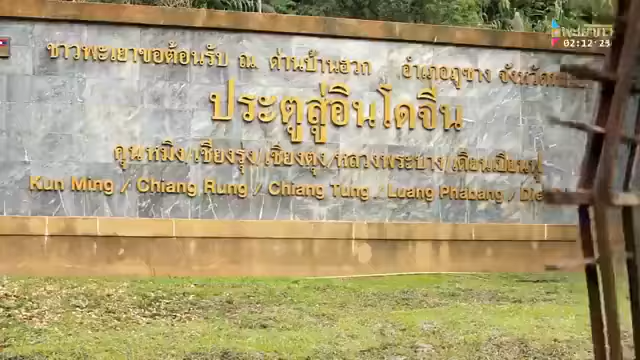 พะเยาทีวี
02:12:23
ชาวพะเยาขอต้อนรับ ณ ด่านบ้านฮวก อำเภอภูซาง จังหวัด
ประตูสู่อินโดจีน
คุนหมิง/เชียงรุง/เชียงตุง/หลวงพระบาง/เดียนเบียนฟู
Kun Ming / Chiang Rung / Chiang Tung / Luang Phabang / Die